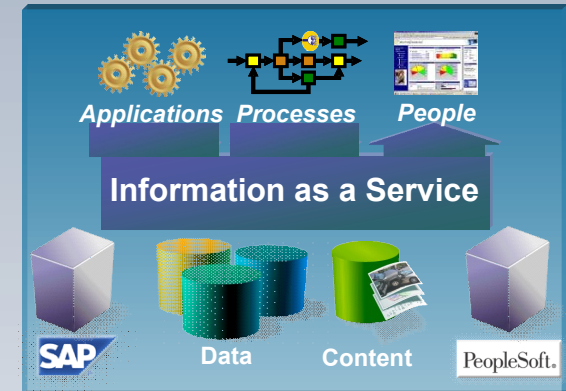 Applications Processes People
Information as a Service
Data Content
SAP PeopleSoft.